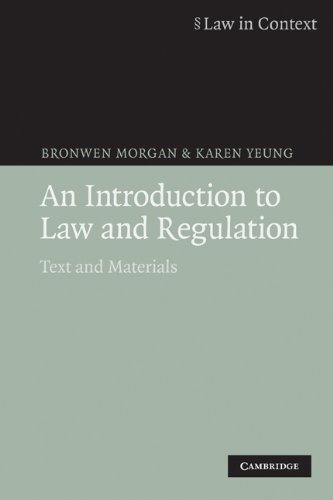 § Law in Context
BRONWEN MORGAN & KAREN YEUNG
An Introduction to
Law and Regulation
Text and Materials
CAMBRIDGE